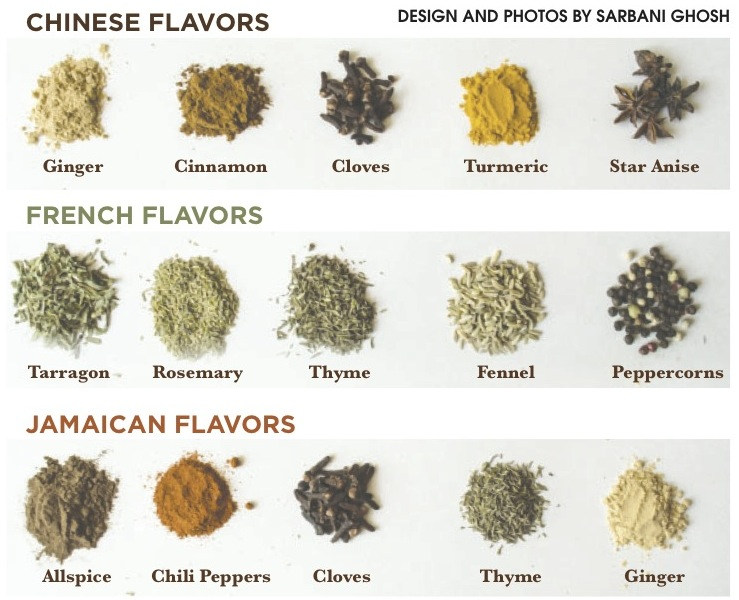 CHINESE FLAVORS
DESIGN AND PHOTOS BY SARBANI GHOSH
Ginger Cinnamon Cloves Turmeric Star Anise
FRENCH FLAVORS
Tarragon Rosemary Thyme Fennel Peppercorns
JAMAICAN FLAVORS
Allspice Chili Peppers Cloves Thyme Ginger